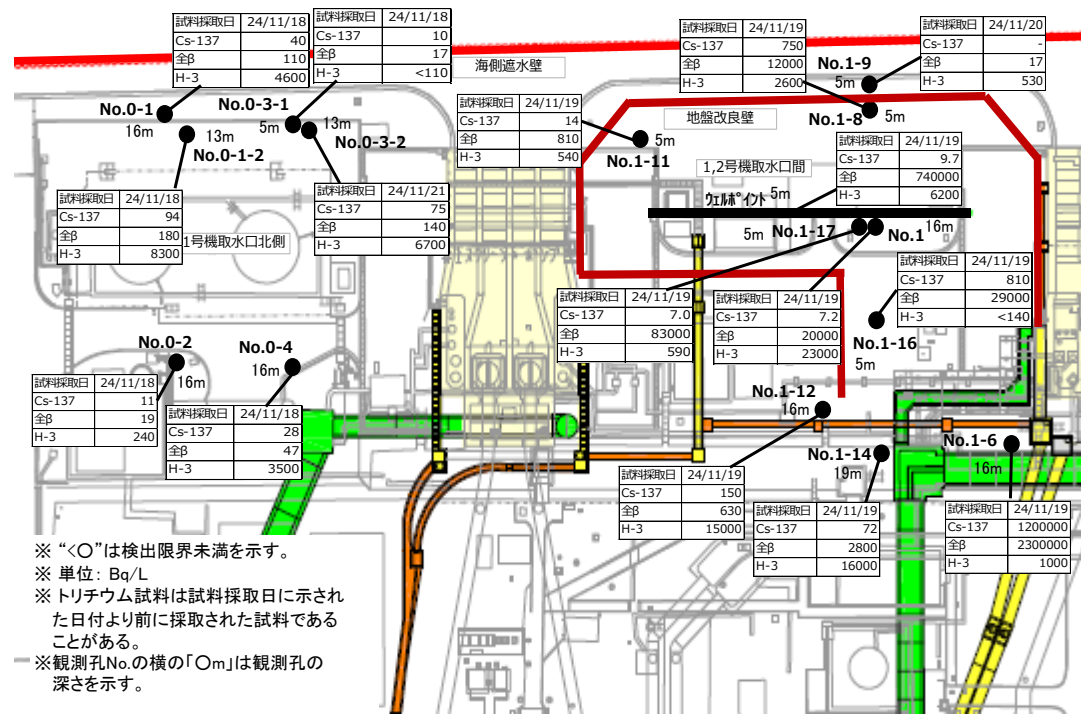 試料採取日 24/11/18
Cs-137 40
全β 110
H-3 4600
試料採取日 24/11/18
Cs-137 10
全β 17
H-3 <110
試料採取日 24/11/19
Cs-137 750
全β 12000
H-3 2600
試料採取日 24/11/20
Cs-137 -
全β 17
H-3 530
海側遮水壁
No.1-9
5m
No.0-1
16m
13m
No.0-1-2
No.0-3-1
5m
13m
No.0-3-2
試料採取日 24/11/19
Cs-137 14
全β 810
H-3 540
5m
No.1-11
地盤改良壁
No.1-8
5m
試料採取日 24/11/19
Cs-137 9.7
全β 740000
H-3 6200
1,2号機取水口間
ウェルポイント 5m
試料採取日 24/11/18
Cs-137 94
全β 180
H-3 8300
1号機取水口北側
試料採取日 24/11/21
Cs-137 75
全β 140
H-3 6700
5m
No.1-17
No.1
16m
試料採取日 24/11/19
Cs-137 810
全β 29000
H-3 <140
試料採取日 24/11/19
Cs-137 7.0
全β 83000
H-3 590
試料採取日 24/11/19
Cs-137 7.2
全β 20000
H-3 23000
No.1-16
5m
No.0-2
16m
No.0-4
16m
試料採取日 24/11/18
Cs-137 11
全β 19
H-3 240
試料採取日 24/11/18
Cs-137 28
全β 47
H-3 3500
No.1-12
16m
No.1-14
19m
No.1-6
16m
試料採取日 24/11/19
Cs-137 150
全β 630
H-3 15000
試料採取日 24/11/19
Cs-137 72
全β 2800
H-3 16000
試料採取日 24/11/19
Cs-137 1200000
全β 2300000
H-3 1000
※ “<〇”は検出限界未満を示す。
※ 単位: Bq/L
※ トリチウム試料は試料採取日に示され
た日付より前に採取された試料である
ことがある。
※観測孔No.の横の「〇m」は観測孔の
深さを示す。